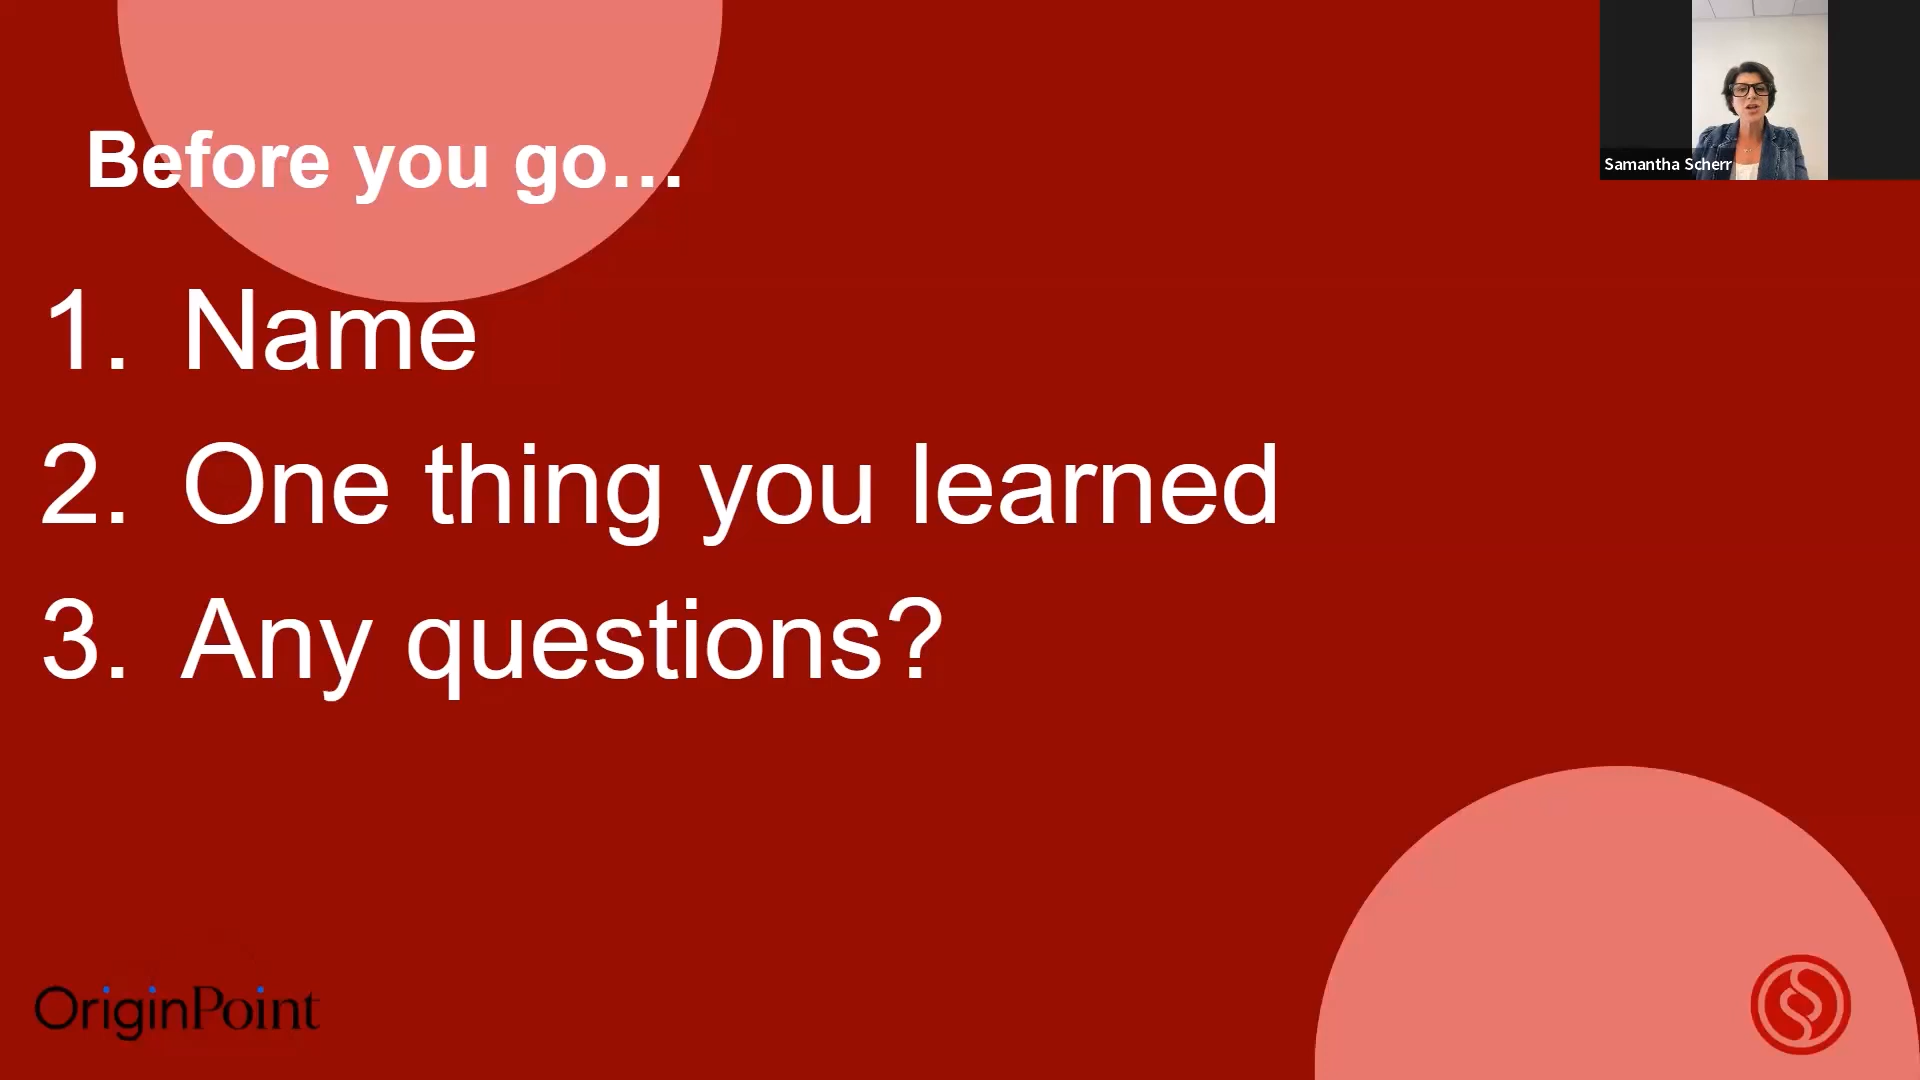 Before you go…
1. Name
2. One thing you learned
3. Any questions?
Samantha Scherr
OriginPoint